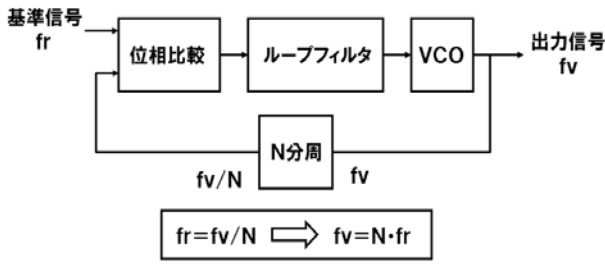 基準信号
fr
位相比較
ループフィルタ
VCO
出力信号
fv
N分周
fv/N
fv
fr=fv/N ⇨ fv=N・fr